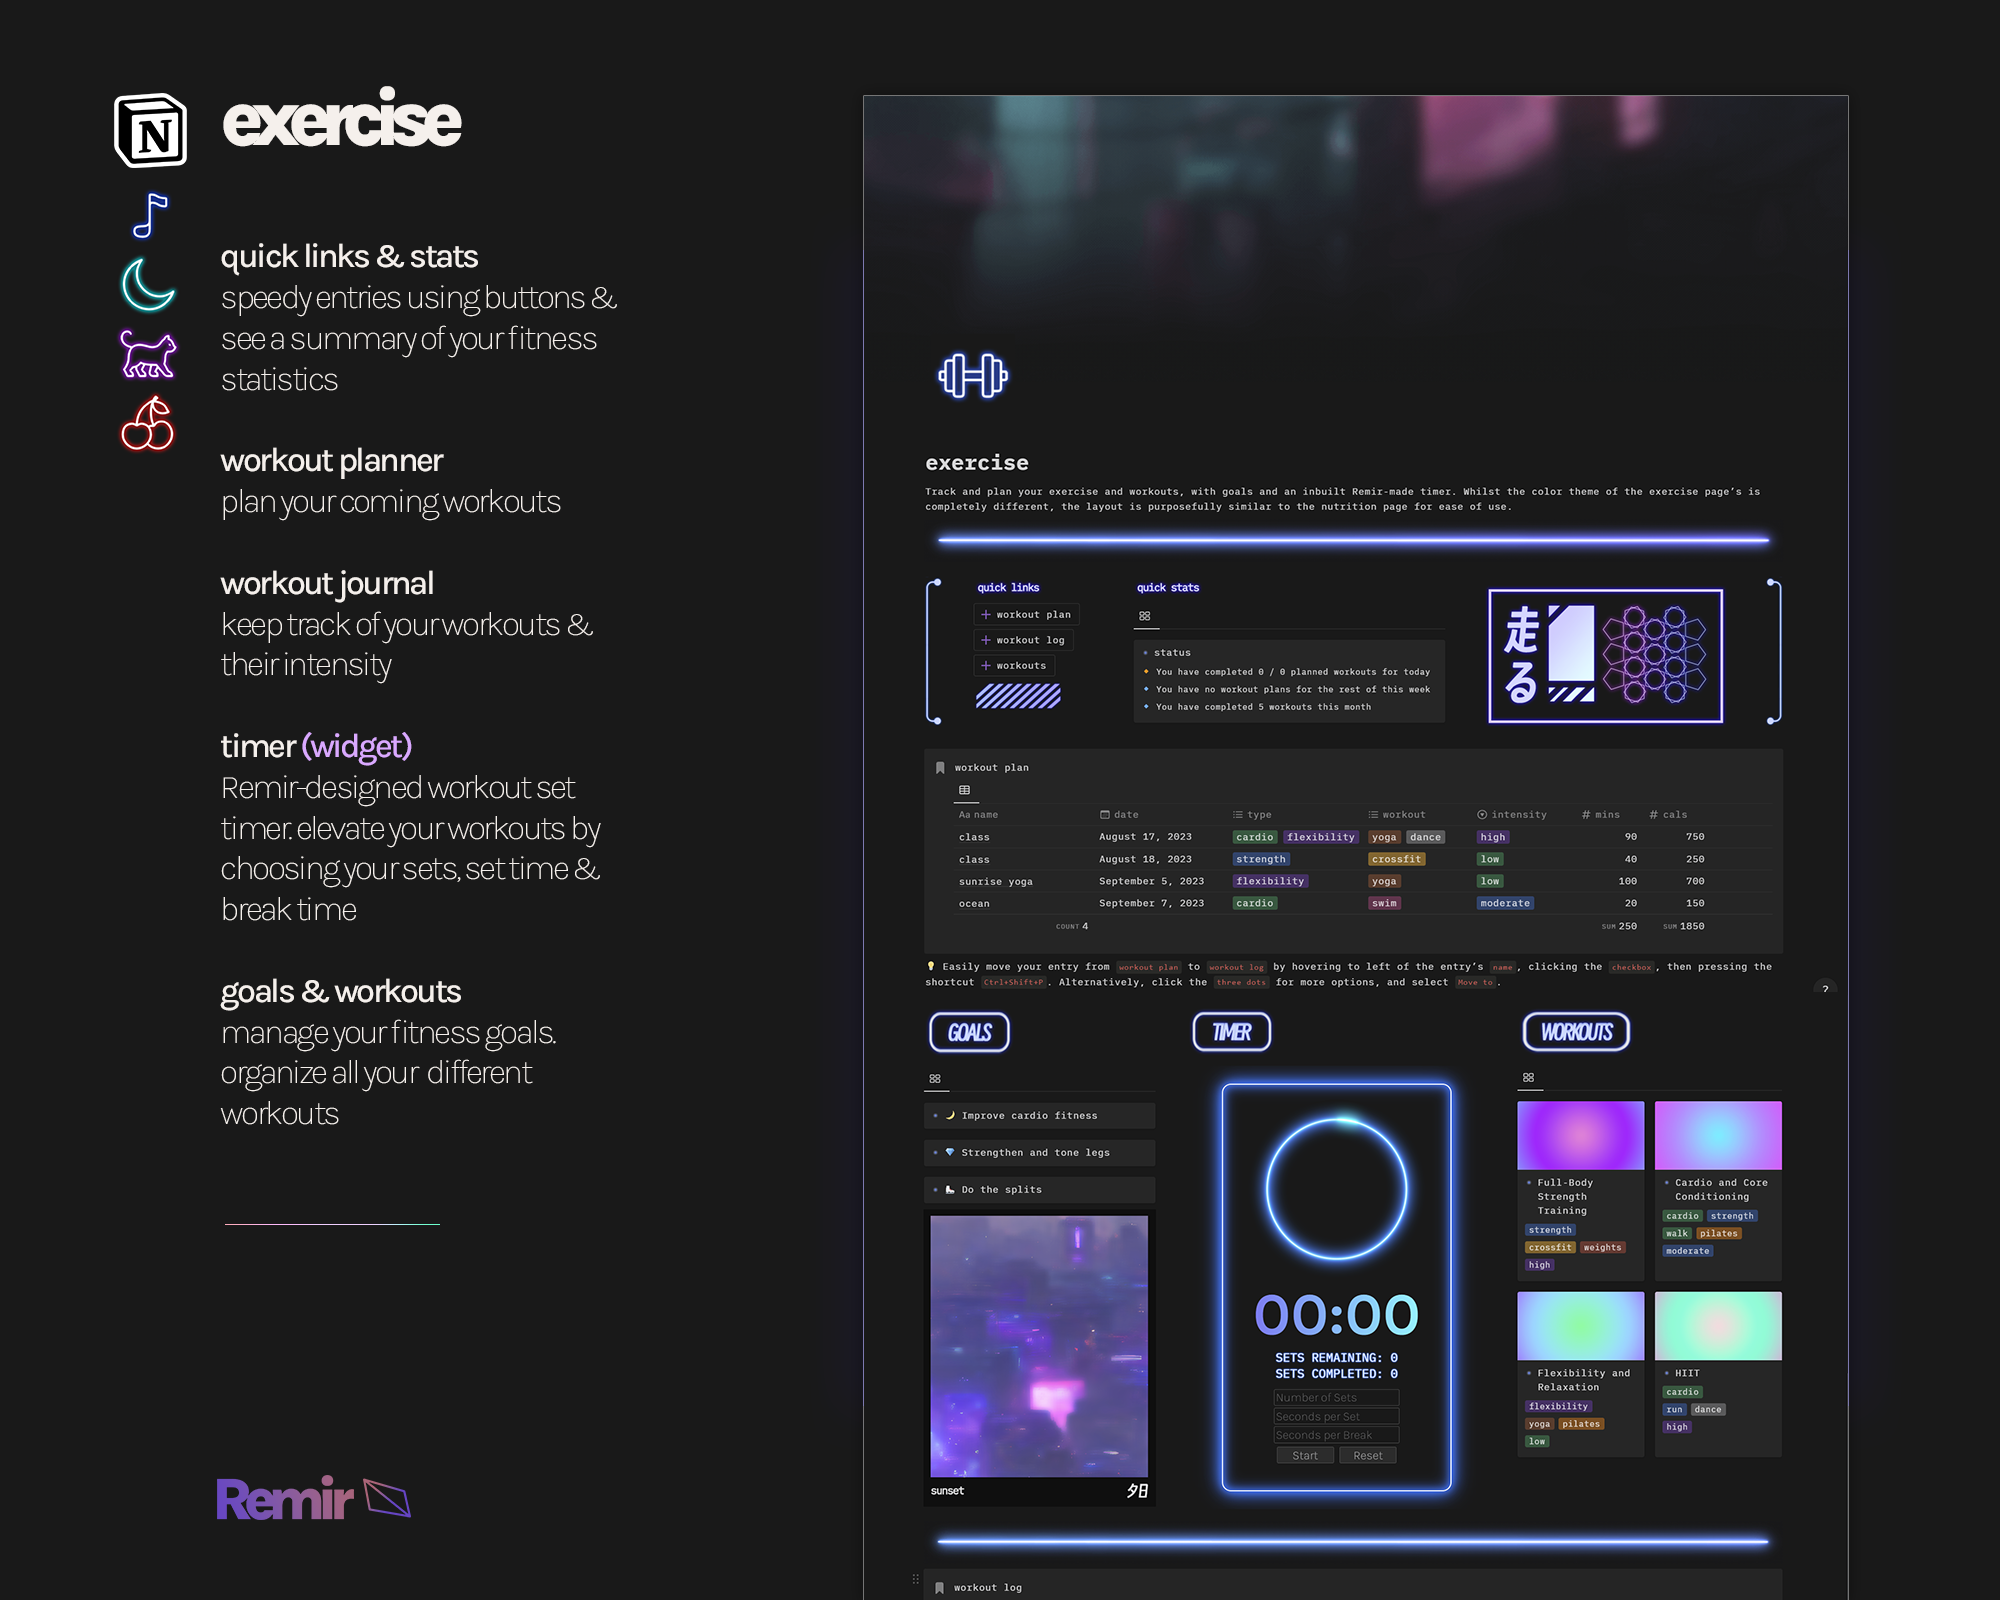 N
exercise
quick links & stats
speedy entries using buttons &
see a summary of your fitness
statistics
workout planner
plan your coming workouts
workout journal
keep track of your workouts &
their intensity
timer (widget)
Remir-designed workout set
timer. elevate your workouts by
choosing your sets, set time &
break time
goals & workouts
manage your fitness goals.
organize all your different
workouts
Remir
exercise
Track and plan your exercise and workouts, with goals and an inbuilt Remir-made timer. Whilst the color theme of the exercise page's is
completely different, the layout is purposefully similar to the nutrition page for ease of use.
quick links
workout plan
workout log
workouts
quick stats
status
You have completed 0 / 0 planned workouts for today
You have no workout plans for the rest of this week
You have completed 5 workouts this month
走る
workout plan
Aa name date type workout intensity # mins # cals
class August 17, 2023 cardio flexibility yoga dance high 90 750
class August 18, 2023 strength crossfit low 40 250
sunrise yoga September 5, 2023 flexibility yoga low 100 700
ocean September 7, 2023 cardio swim moderate 20 150
COUNT 4 SUM 250 SUM 1850
💡 Easily move your entry from workout plan to workout log by hovering to left of the entry's name, clicking the checkbox, then pressing the
shortcut Ctrl+Shift+P. Alternatively, click the three dots for more options, and select Move to.
?
GOALS
Improve cardio fitness
Strengthen and tone legs
Do the splits
sunset 夕日
TIMER
00:00
SETS REMAINING: 0
SETS COMPLETED: 0
Number of Sets
Seconds per Set
Seconds per Break
Start Reset
WORKOUTS
Full-Body
Strength
Training
strength
crossfit weights
high
Cardio and Core
Conditioning
cardio strength
walk pilates
moderate
Flexibility and
Relaxation
flexibility
yoga pilates
low
HIIT
cardio
run dance
high
workout log